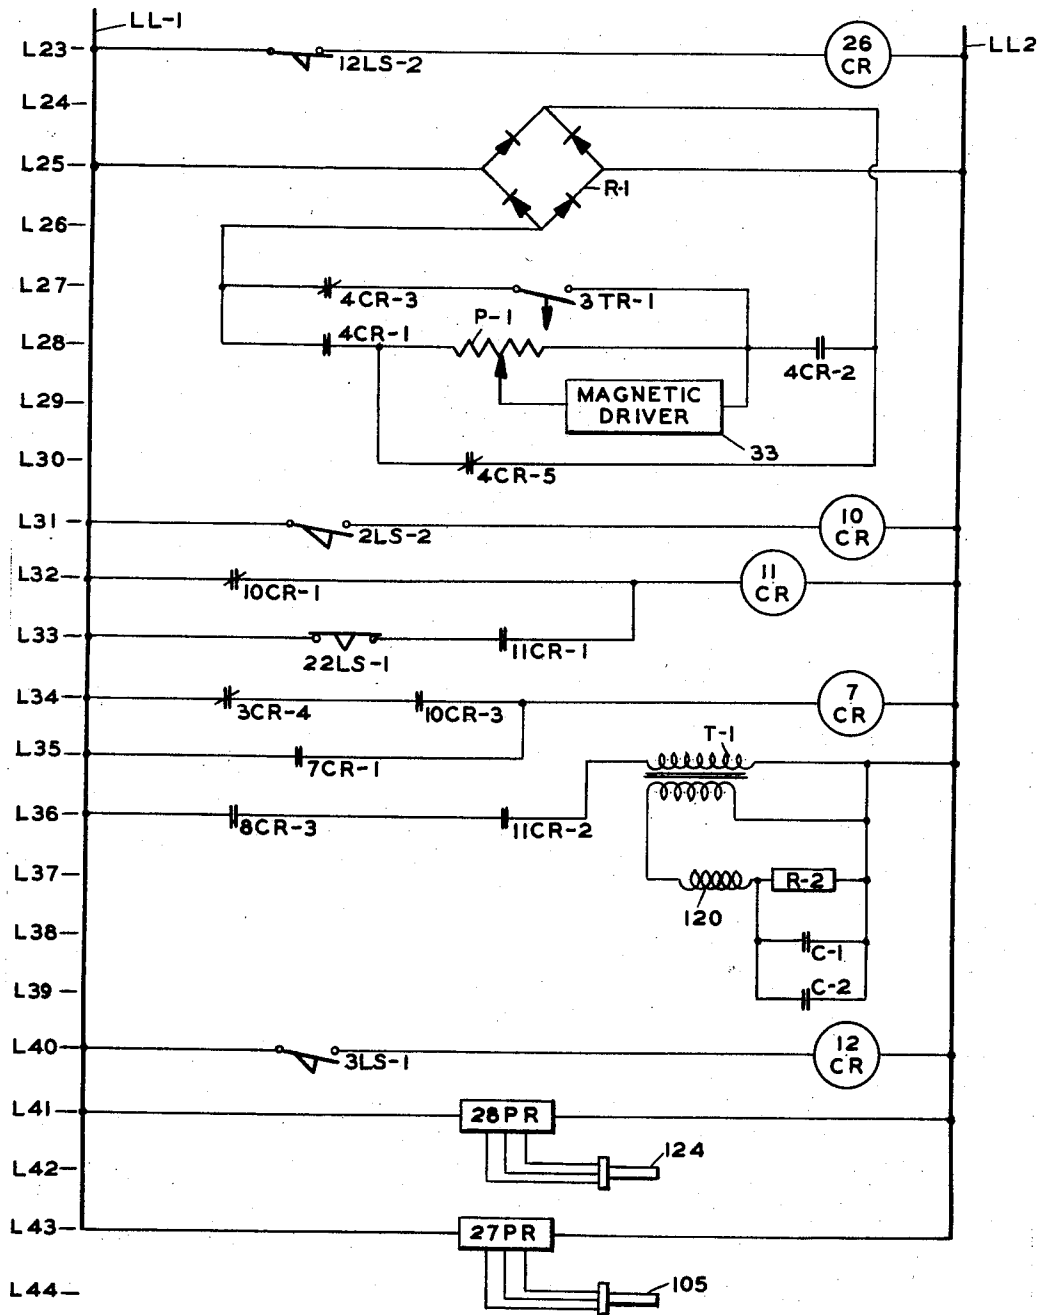 LL-1
L23
12LS-2
26
CR
LL2
L24
L25
R-1
L26
L27
4CR-3
3TR-1
4CR-1
P-1
L28
4CR-2
L29
MAGNETIC
DRIVER
33
L30
4CR-5
L31
2LS-2
10
CR
L32
10CR-1
11
CR
L33
22LS-1
11CR-1
L34
3CR-4
10CR-3
7
CR
L35
7CR-1
T-1
L36
8CR-3
11CR-2
L37
120
R-2
L38
C-1
L39
C-2
L40
3LS-1
12
CR
L41
28PR
L42
124
L43
27PR
L44
105